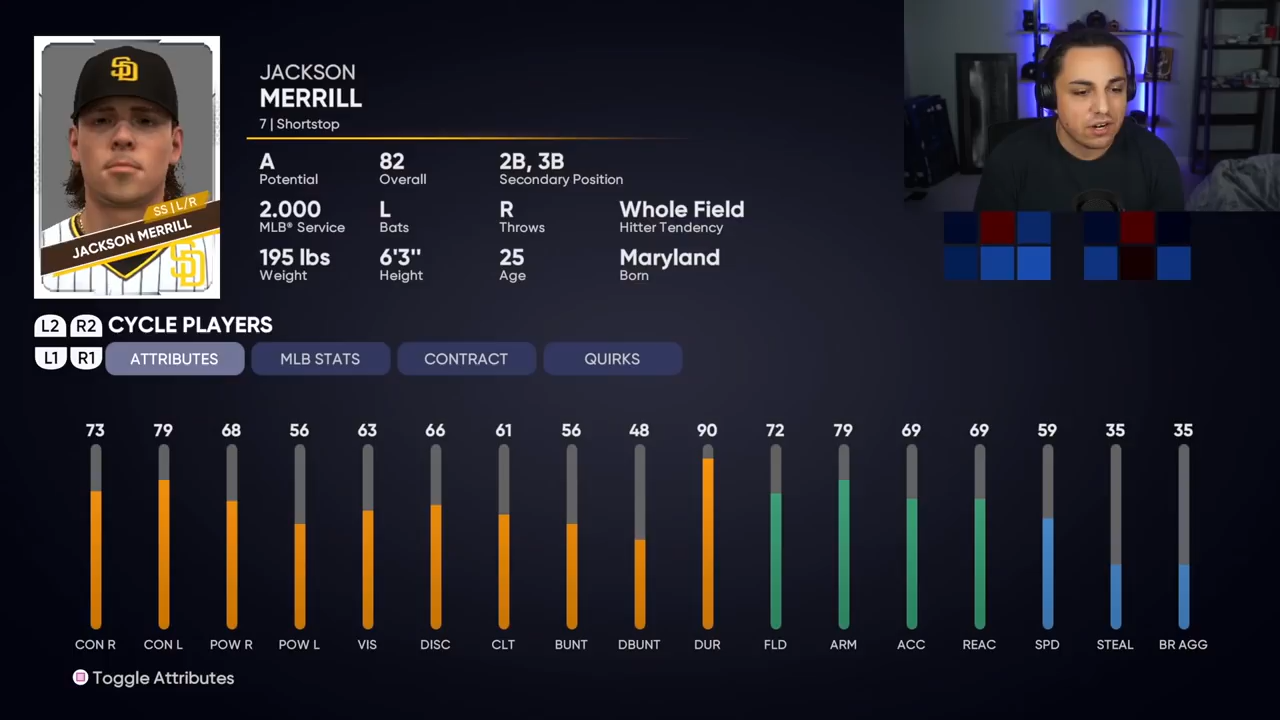 SD
SS | L/R
JACKSON MERRILL
SD
JACKSON
MERRILL
7 | Shortstop
A 82 2B, 3B
Potential Overall Secondary Position
2.000 L R Whole Field
MLB® Service Bats Throws Hitter Tendency
195 lbs 6'3" 25 Maryland
Weight Height Age Born
L2 R2 CYCLE PLAYERS
L1 R1 ATTRIBUTES MLB STATS CONTRACT QUIRKS
73 79 68 56 63 66 61 56 48 90 72 79 69 69 59 35 35
CON R CON L POW R POW L VIS DISC CLT BUNT DBUNT DUR FLD ARM ACC REAC SPD STEAL BR AGG
Toggle Attributes